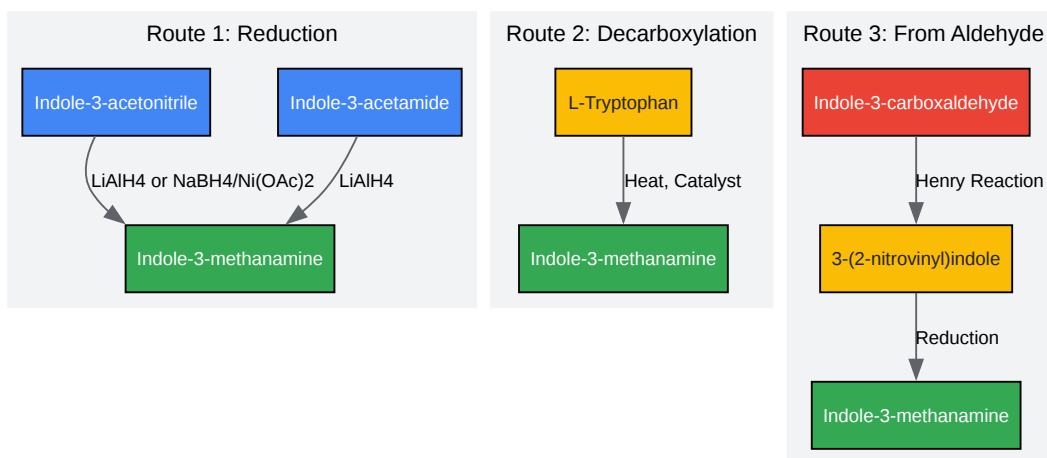 Route 1: Reduction
Indole-3-acetonitrile
Indole-3-acetamide
LiAlH4 or NaBH4/Ni(OAc)2
LiAlH4
Indole-3-methanamine
Route 2: Decarboxylation
L-Tryptophan
Heat, Catalyst
Indole-3-methanamine
Route 3: From Aldehyde
Indole-3-carboxaldehyde
Henry Reaction
3-(2-nitrovinyl)indole
Reduction
Indole-3-methanamine